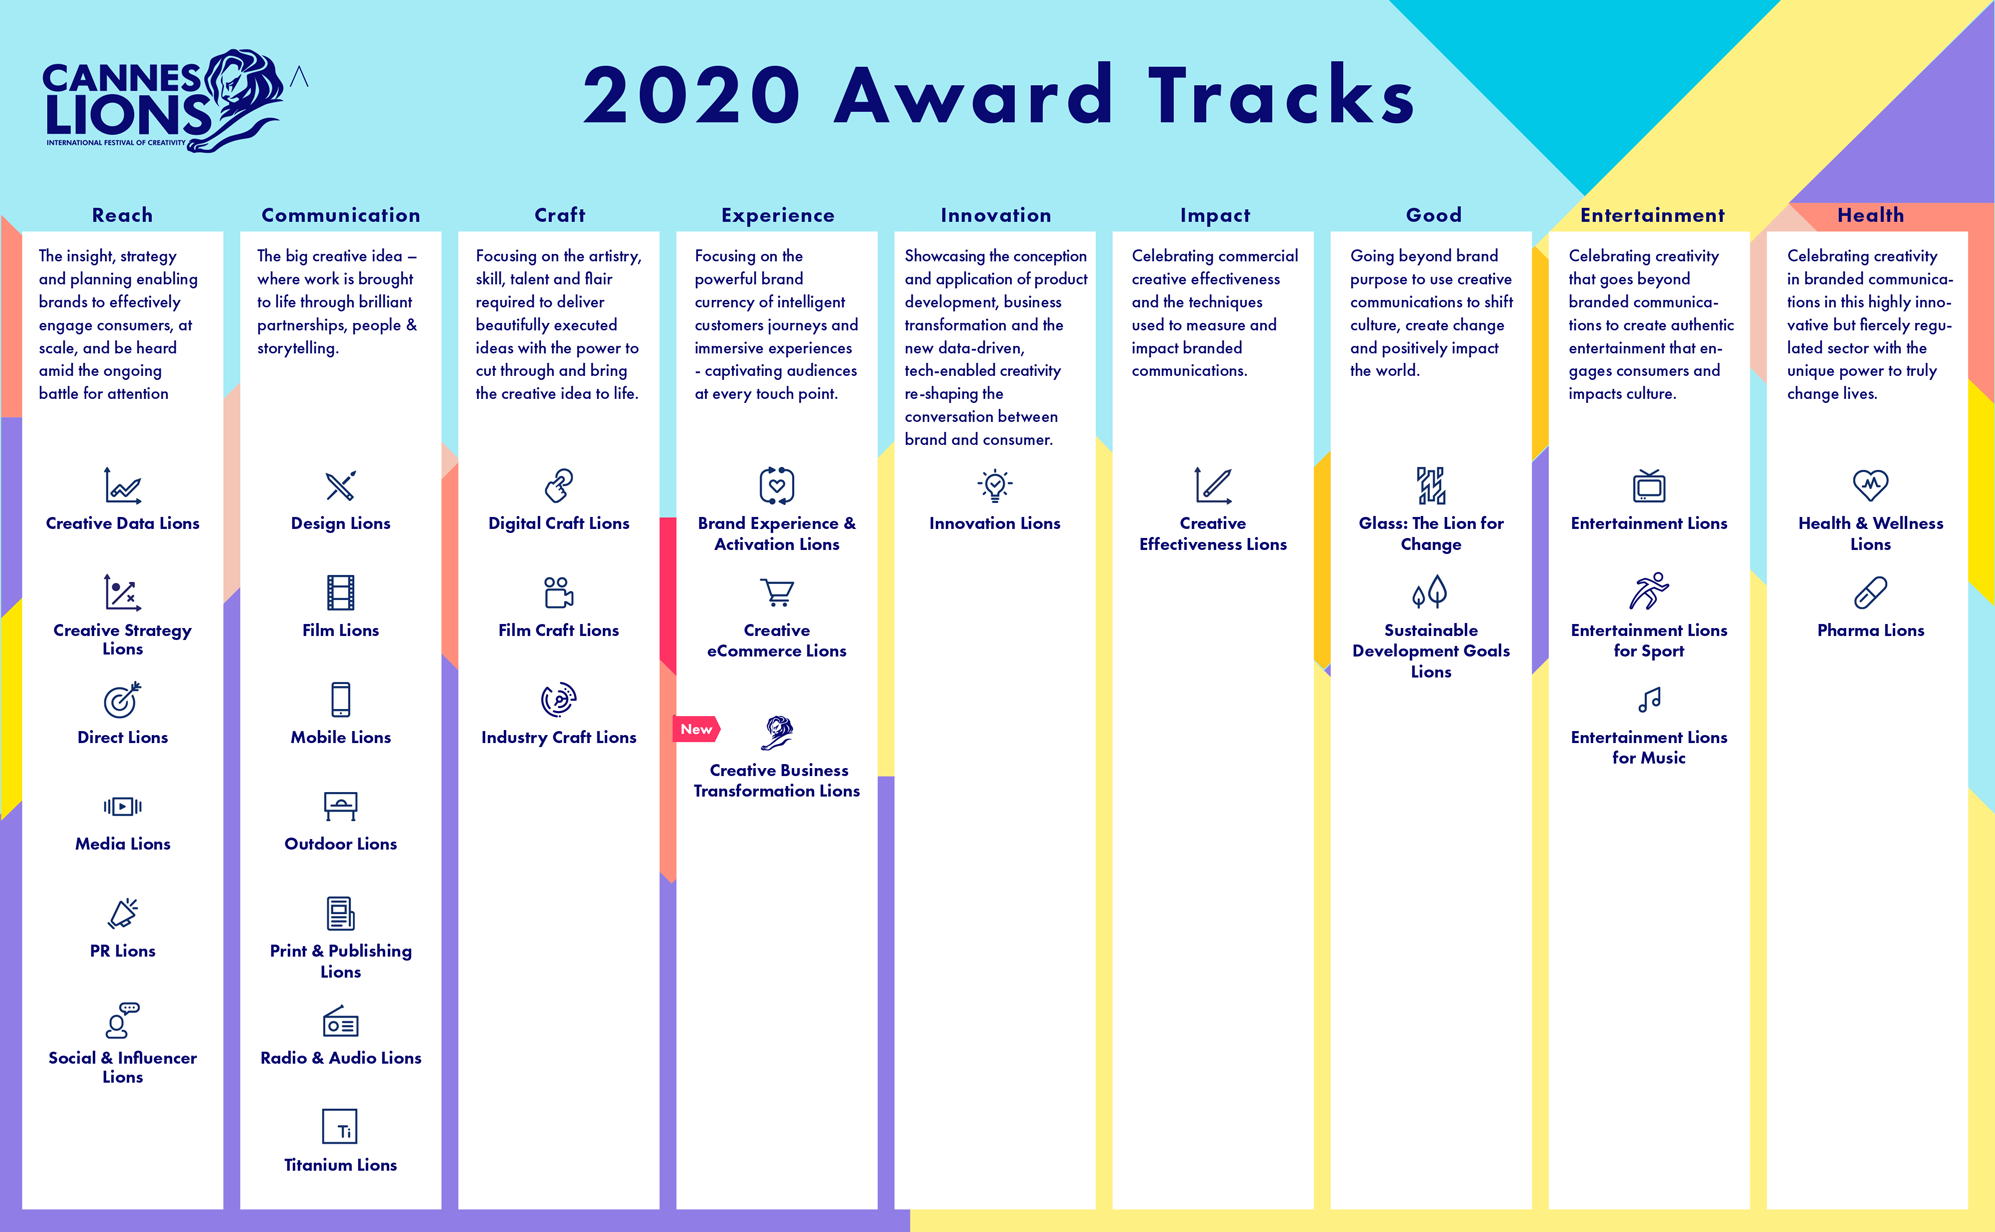 CANNES
LIONS
INTERNATIONAL FESTIVAL OF CREATIVITY
2020 Award Tracks
Reach
The insight, strategy
and planning enabling
brands to effectively
engage consumers, at
scale, and be heard
amid the ongoing
battle for attention
Creative Data Lions
Creative Strategy
Lions
Direct Lions
Media Lions
PR Lions
Social & Influencer
Lions
Communication
The big creative idea –
where work is brought
to life through brilliant
partnerships, people &
storytelling.
Design Lions
Film Lions
Mobile Lions
Outdoor Lions
Print & Publishing
Lions
Radio & Audio Lions
Ti
Titanium Lions
Craft
Focusing on the artistry,
skill, talent and flair
required to deliver
beautifully executed
ideas with the power to
cut through and bring
the creative idea to life.
Digital Craft Lions
Film Craft Lions
Industry Craft Lions
Experience
Focusing on the
powerful brand
currency of intelligent
customers journeys and
immersive experiences
- captivating audiences
at every touch point.
Brand Experience &
Activation Lions
Creative
eCommerce Lions
New
Creative Business
Transformation Lions
Innovation
Showcasing the conception
and application of product
development, business
transformation and the
new data-driven,
tech-enabled creativity
re-shaping the
conversation between
brand and consumer.
Innovation Lions
Impact
Celebrating commercial
creative effectiveness
and the techniques
used to measure and
impact branded
communications.
Creative
Effectiveness Lions
Good
Going beyond brand
purpose to use creative
communications to shift
culture, create change
and positively impact
the world.
Glass: The Lion for
Change
Sustainable
Development Goals
Lions
Entertainment
Celebrating creativity
that goes beyond
branded communica-
tions to create authentic
entertainment that en-
gages consumers and
impacts culture.
Entertainment Lions
Entertainment Lions
for Sport
Entertainment Lions
for Music
Health
Celebrating creativity
in branded communica-
tions in this highly inno-
vative but fiercely regu-
lated sector with the
unique power to truly
change lives.
Health & Wellness
Lions
Pharma Lions